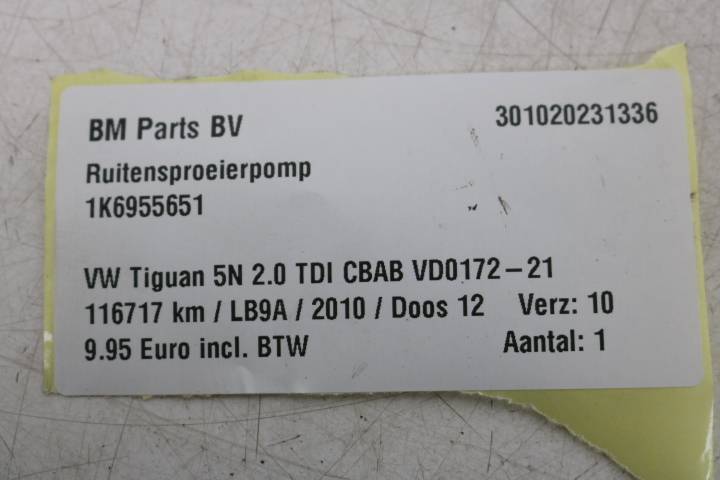 BM Parts BV 301020231336
Ruitensproeierpomp
1K6955651
VW Tiguan 5N 2.0 TDI CBAB VD0172-21
116717 km / LB9A / 2010 / Doos 12 Verz: 10
9.95 Euro incl. BTW Aantal: 1